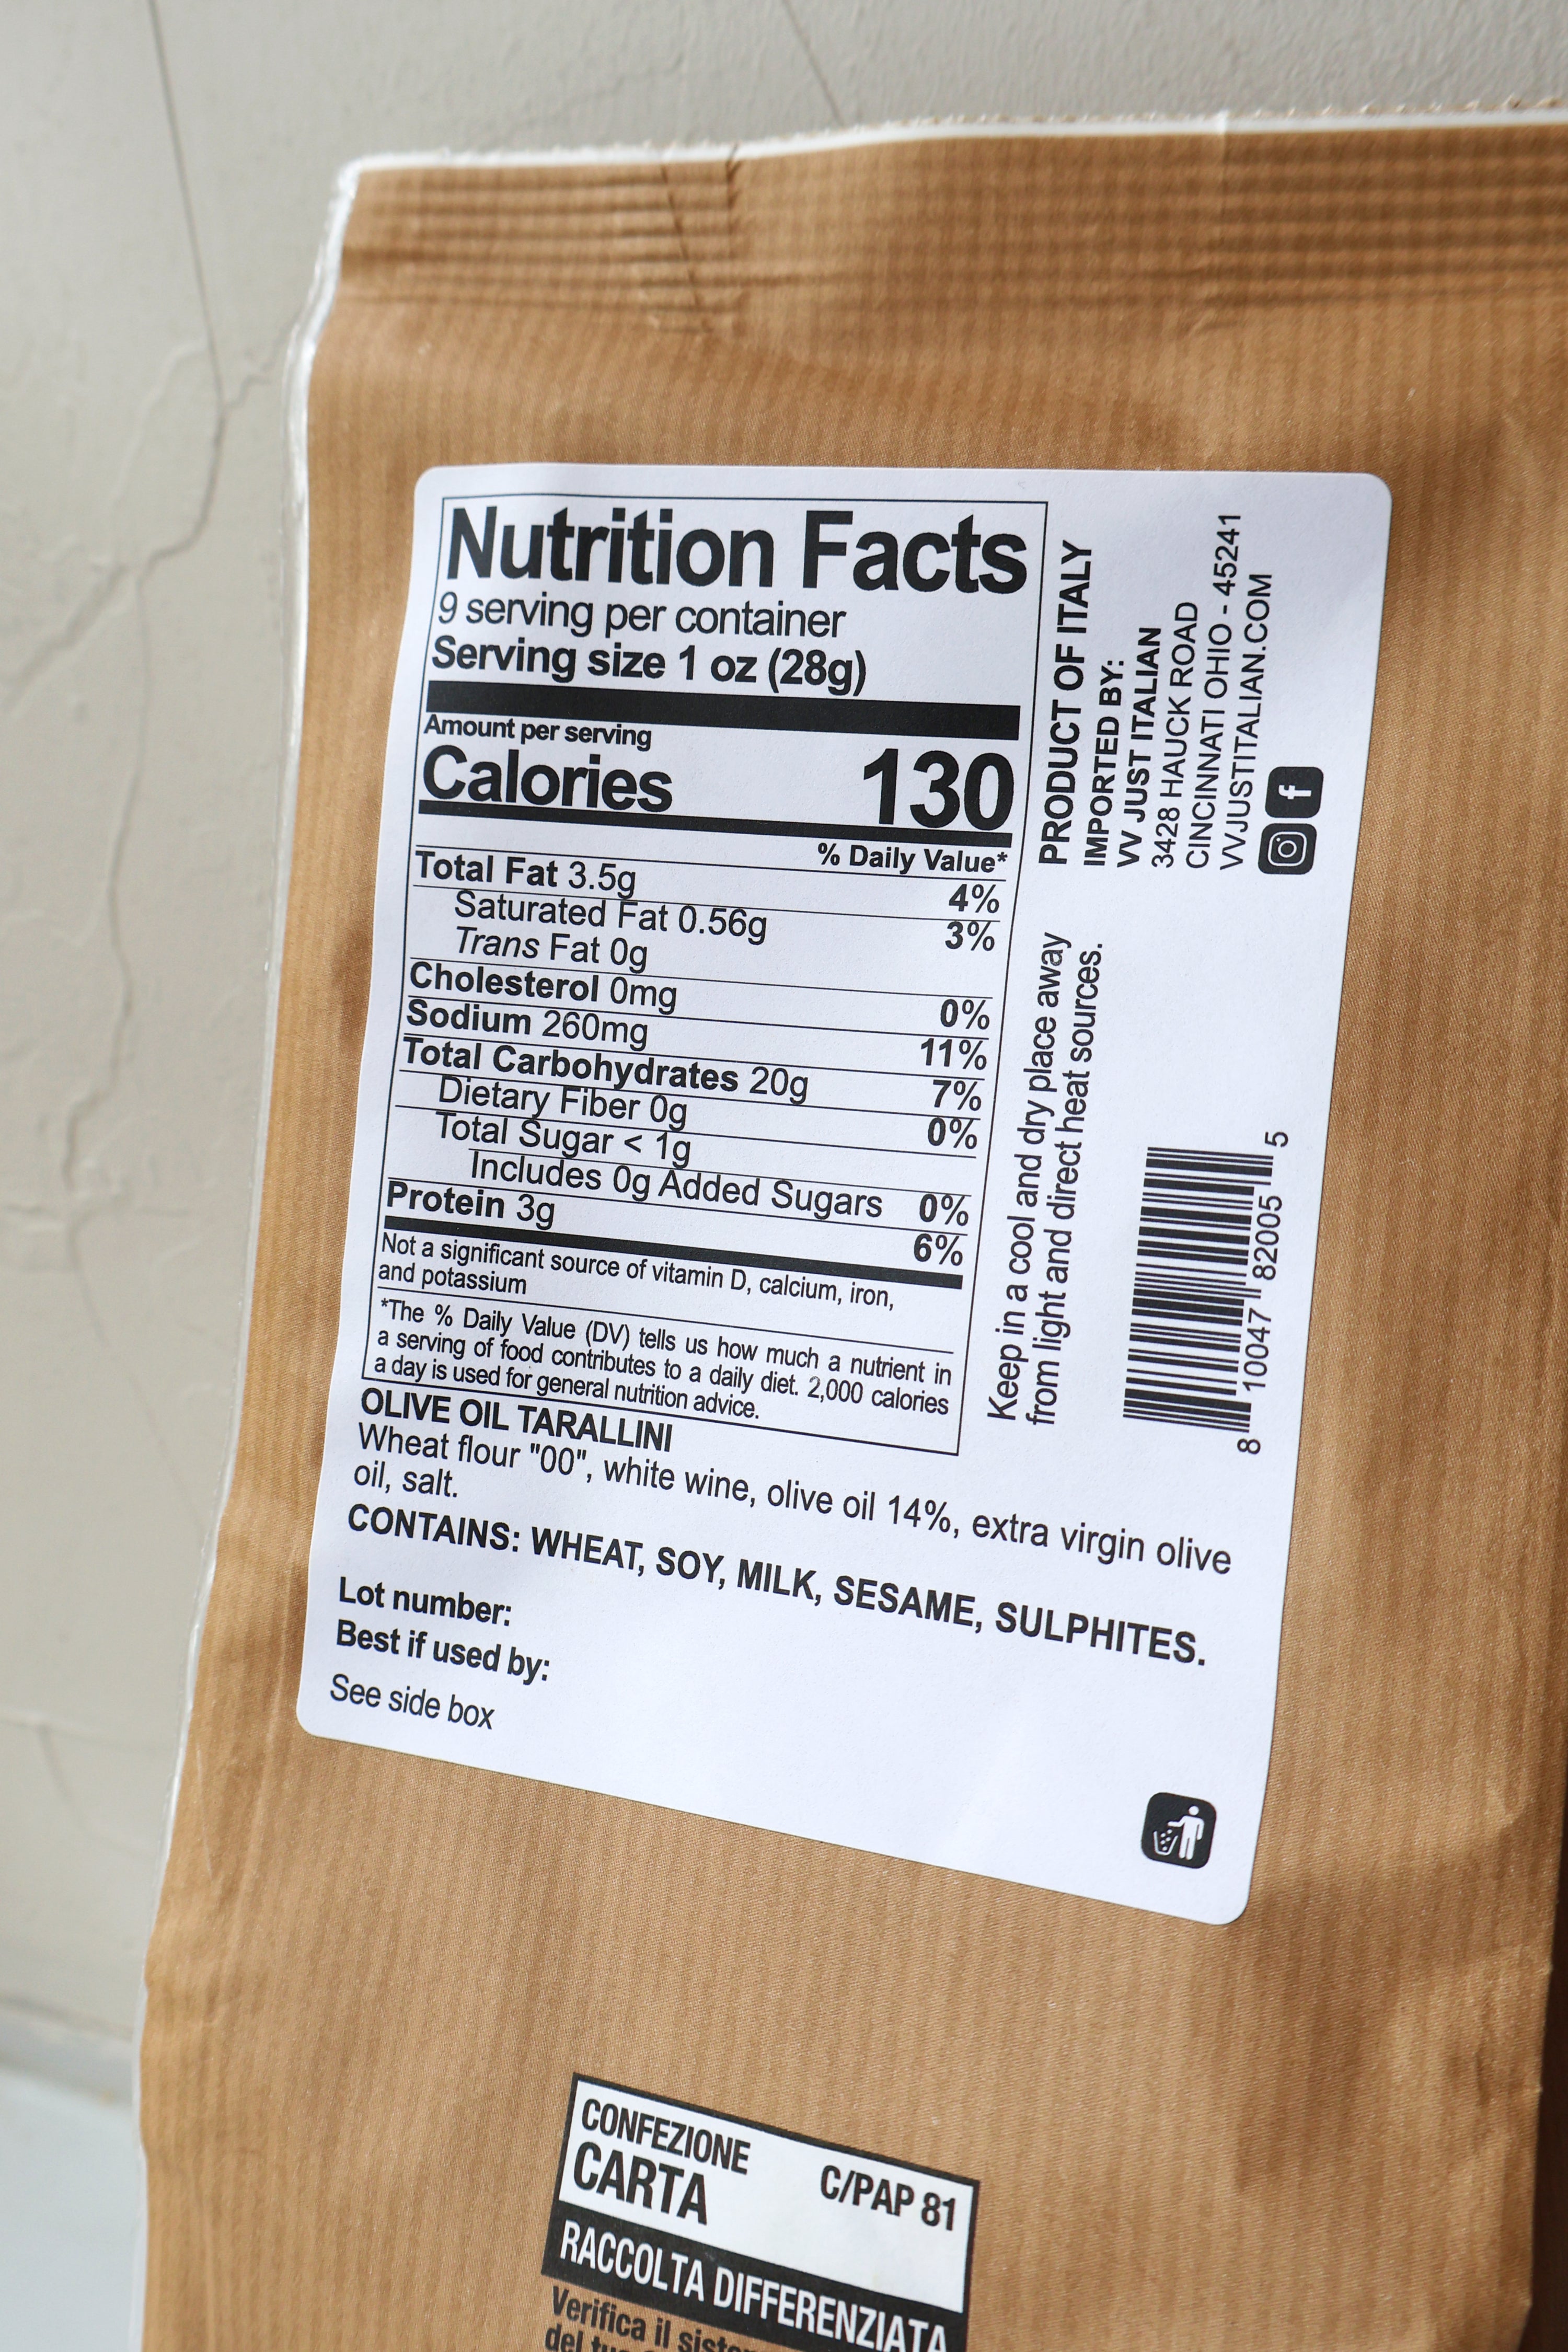 Nutrition Facts
9 serving per container
Serving size 1 oz (28g)
Amount per serving
Calories 130
% Daily Value*
Total Fat 3.5g 4%
Saturated Fat 0.56g 3%
Trans Fat 0g
Cholesterol 0mg 0%
Sodium 260mg 11%
Total Carbohydrates 20g 7%
Dietary Fiber 0g 0%
Total Sugar < 1g
Includes 0g Added Sugars 0%
Protein 3g 6%
Not a significant source of vitamin D, calcium, iron,
and potassium
*The % Daily Value (DV) tells us how much a nutrient in
a serving of food contributes to a daily diet. 2,000 calories
a day is used for general nutrition advice.
OLIVE OIL TARALLINI
Wheat flour "00", white wine, olive oil 14%, extra virgin olive
oil, salt.
CONTAINS: WHEAT, SOY, MILK, SESAME, SULPHITES.
Lot number:
Best if used by:
See side box
PRODUCT OF ITALY
IMPORTED BY:
VV JUST ITALIAN
3428 HAUCK ROAD
CINCINNATI OHIO - 45241
VVJUSTITALIAN.COM
Keep in a cool and dry place away
from light and direct heat sources.
8 10047 82005 5
CONFEZIONE
CARTA C/PAP 81
RACCOLTA DIFFERENZIATA
Verifica il
del